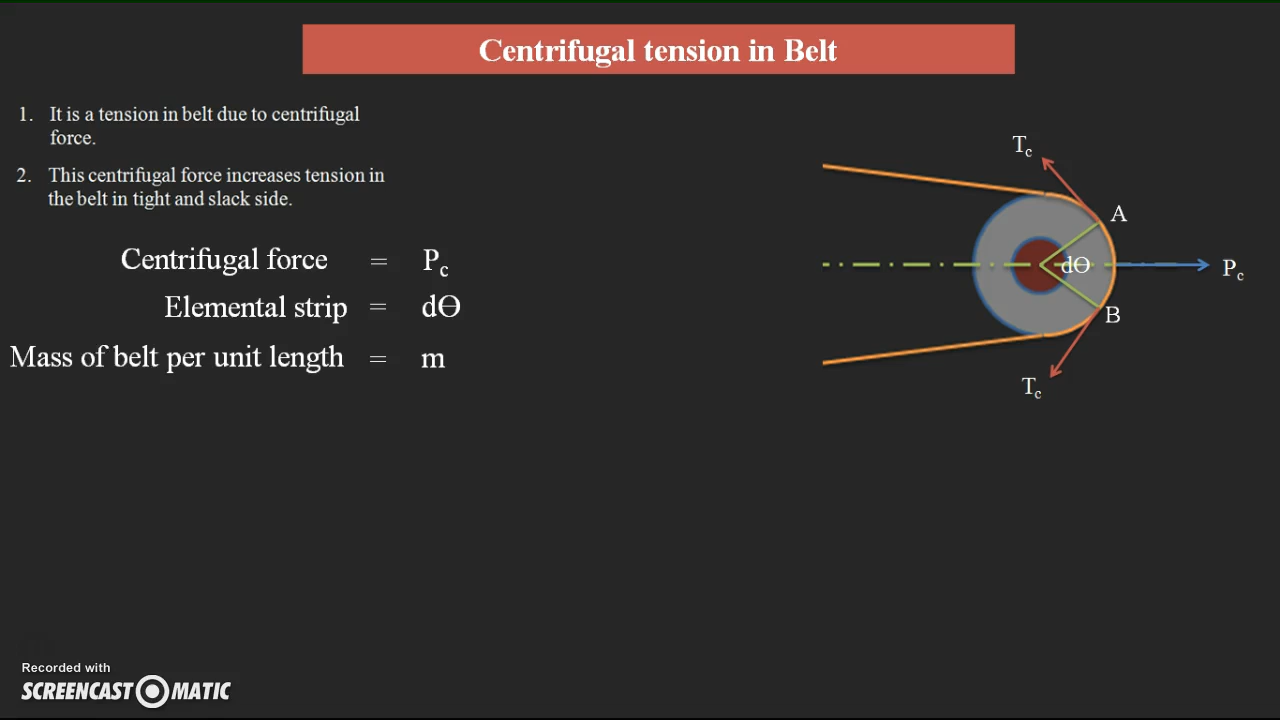 Centrifugal tension in Belt
1. It is a tension in belt due to centrifugal
force.
2. This centrifugal force increases tension in
the belt in tight and slack side.
Centrifugal force = Pc
Elemental strip = dƟ
Mass of belt per unit length = m
Tc
A
dƟ
Pc
B
Tc
Recorded with
SCREENCAST MATIC